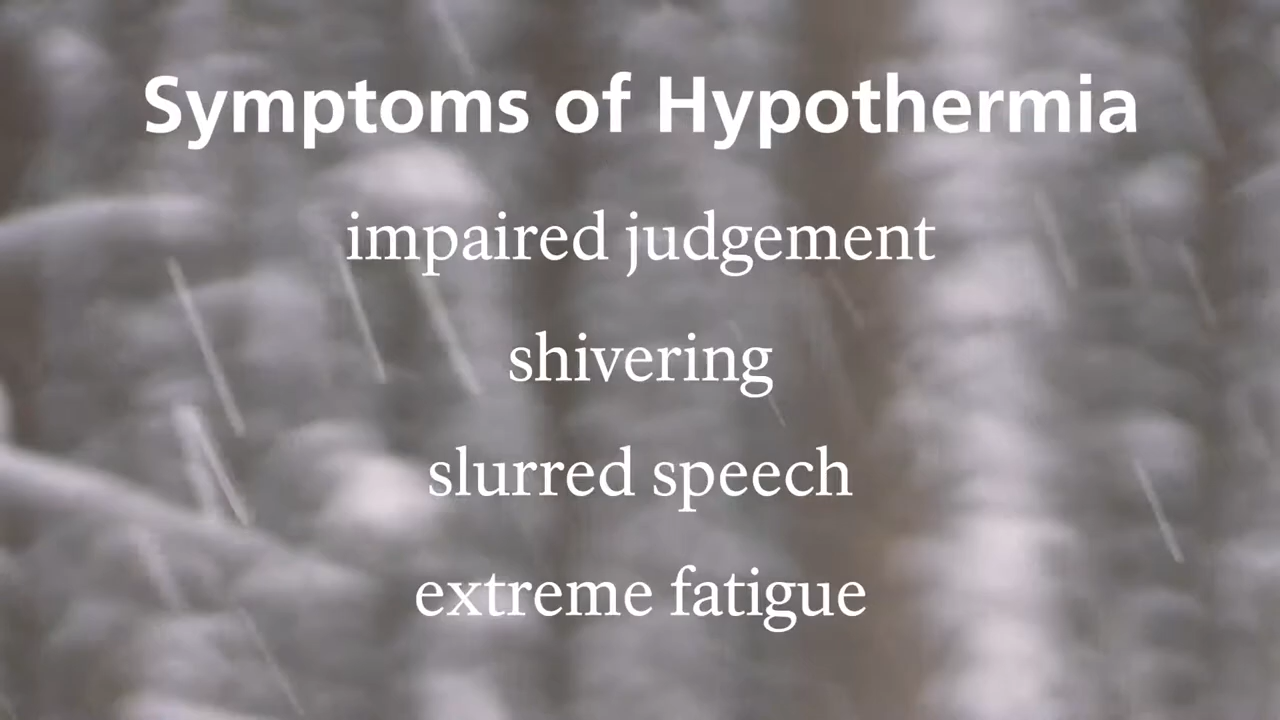 Symptoms of Hypothermia
impaired judgement
shivering
slurred speech
extreme fatigue